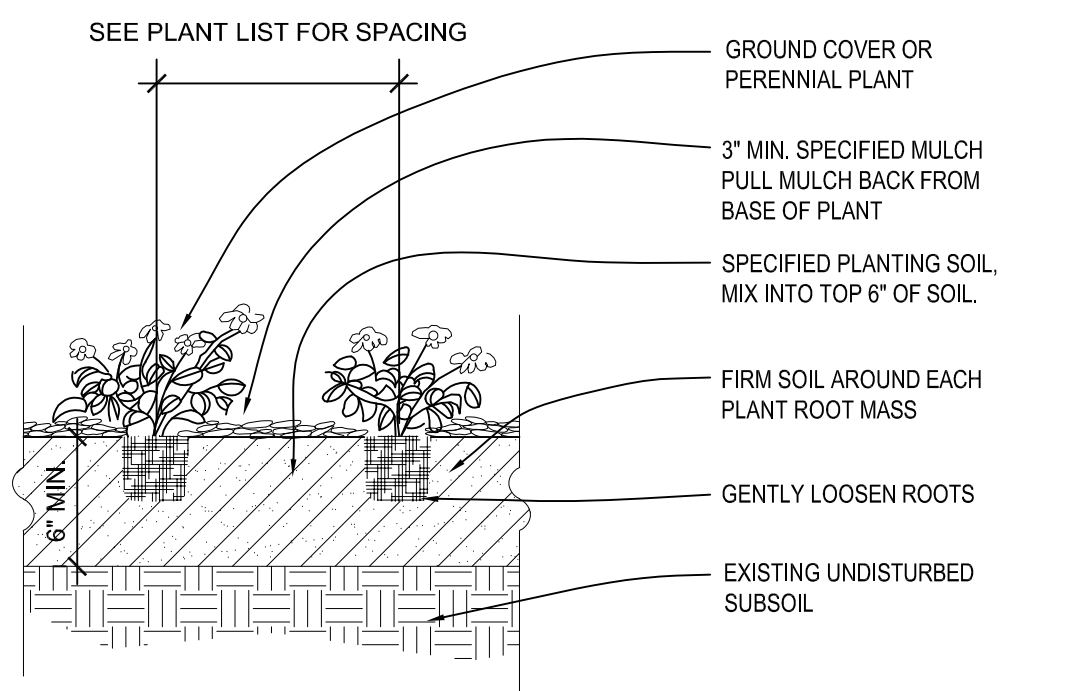 SEE PLANT LIST FOR SPACING
GROUND COVER OR
PERENNIAL PLANT
3" MIN. SPECIFIED MULCH
PULL MULCH BACK FROM
BASE OF PLANT
SPECIFIED PLANTING SOIL,
MIX INTO TOP 6" OF SOIL.
FIRM SOIL AROUND EACH
PLANT ROOT MASS
6" MIN.
GENTLY LOOSEN ROOTS
EXISTING UNDISTURBED
SUBSOIL